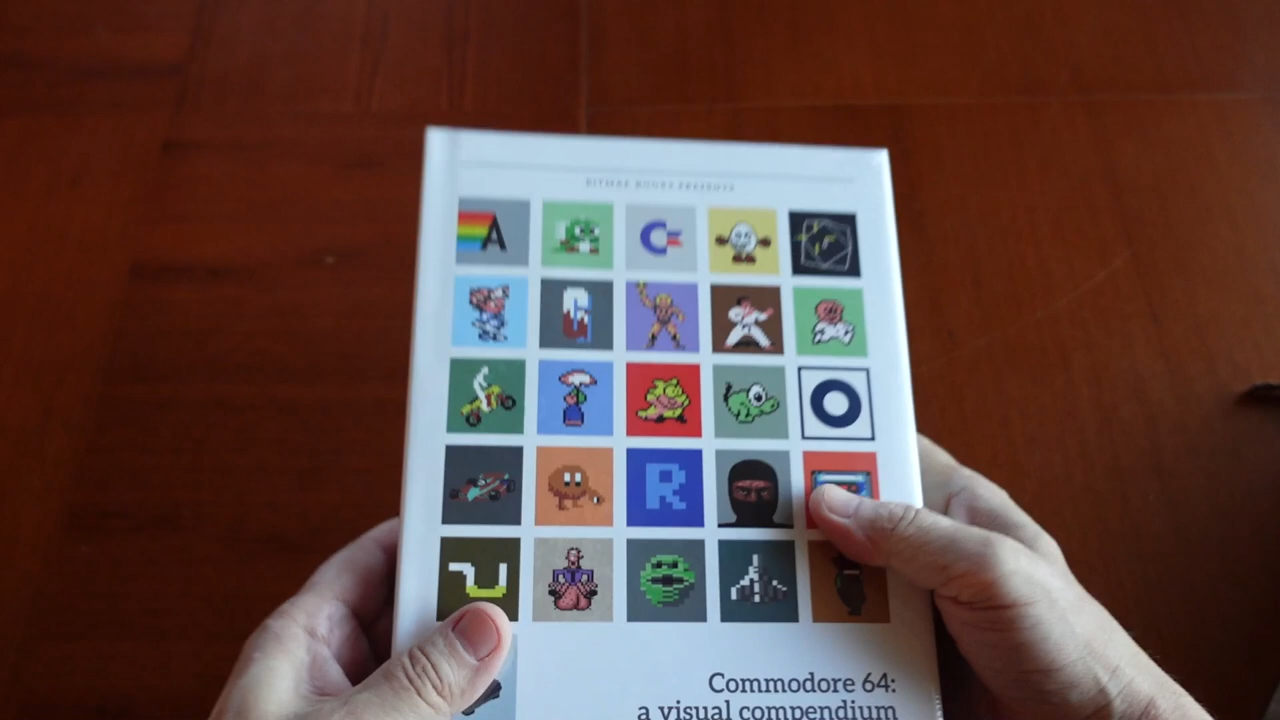 BITMAP BOOKS PRESENTS
A
G
O
R
Commodore 64:
a visual compendium